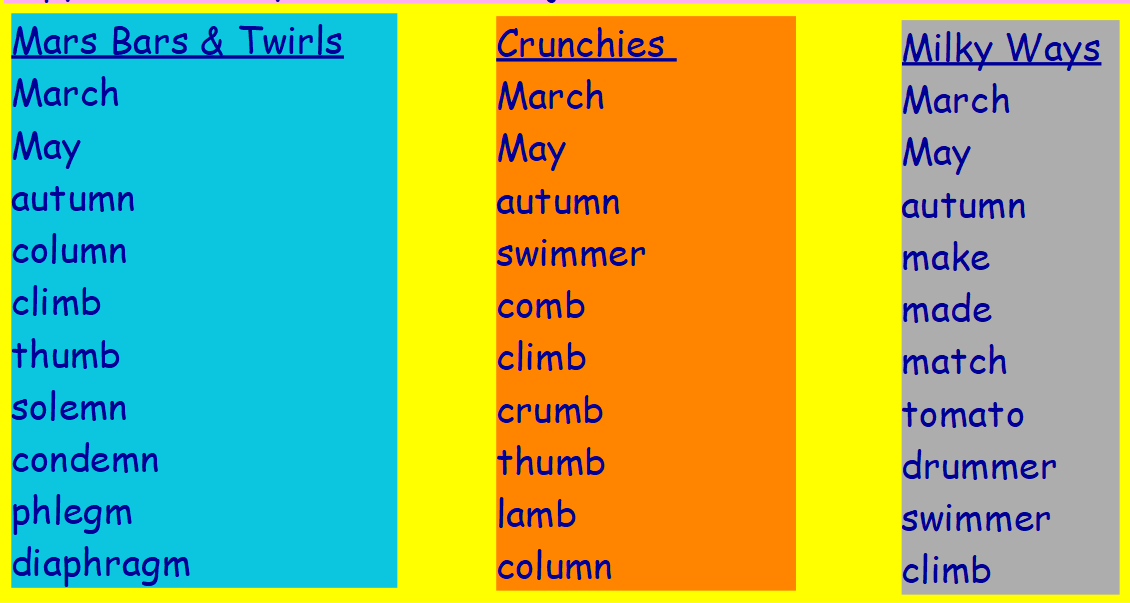 Mars Bars & Twirls
March
May
autumn
column
climb
thumb
solemn
condemn
phlegm
diaphragm
Crunchies
March
May
autumn
swimmer
comb
climb
crumb
thumb
lamb
column
Milky Ways
March
May
autumn
make
made
match
tomato
drummer
swimmer
climb